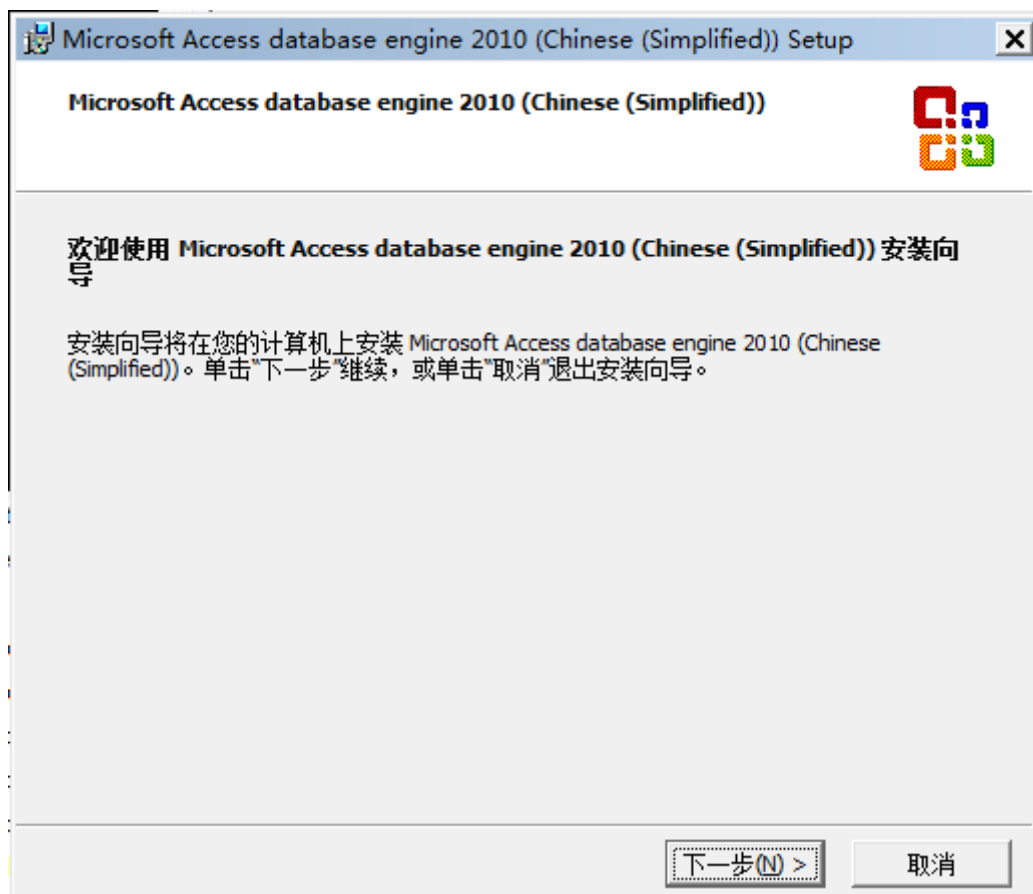 Microsoft Access database engine 2010 (Chinese (Simplified)) Setup
Microsoft Access database engine 2010 (Chinese (Simplified))
欢迎使用 Microsoft Access database engine 2010 (Chinese (Simplified)) 安装向
导
安装向导将在您的计算机上安装 Microsoft Access database engine 2010 (Chinese
(Simplified))。单击"下一步"继续，或单击"取消"退出安装向导。
下一步(N) >
取消